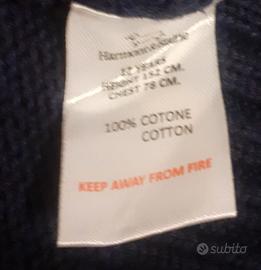 Harmont & Blaine
12 YEARS
HEIGHT 152 CM.
CHEST 78 CM.
100% COTONE
COTTON
KEEP AWAY FROM FIRE
subito